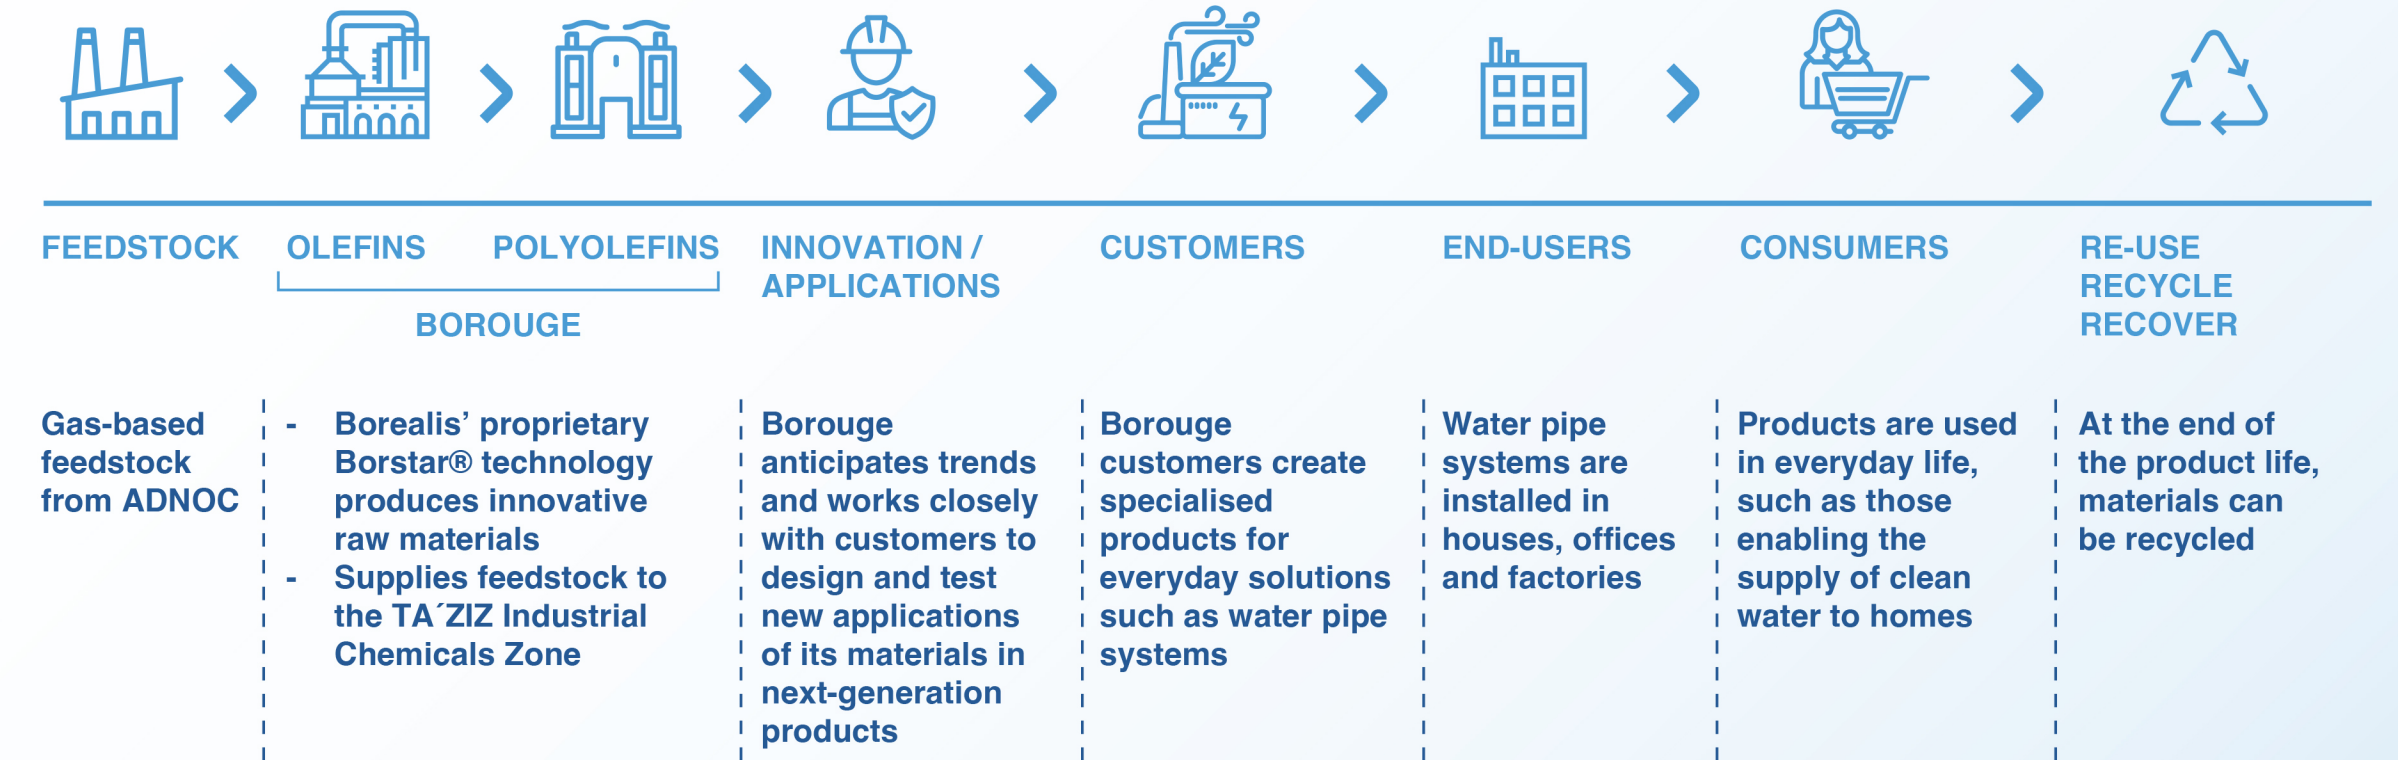 FEEDSTOCK
OLEFINS
POLYOLEFINS
BOROUGE
INNOVATION /
APPLICATIONS
CUSTOMERS
END-USERS
CONSUMERS
RE-USE
RECYCLE
RECOVER
Gas-based
feedstock
from ADNOC
- Borealis’ proprietary
Borstar® technology
produces innovative
raw materials
- Supplies feedstock to
the TA´ZIZ Industrial
Chemicals Zone
Borouge
anticipates trends
and works closely
with customers to
design and test
new applications
of its materials in
next-generation
products
Borouge
customers create
specialised
products for
everyday solutions
such as water pipe
systems
Water pipe
systems are
installed in
houses, offices
and factories
Products are used
in everyday life,
such as those
enabling the
supply of clean
water to homes
At the end of
the product life,
materials can
be recycled